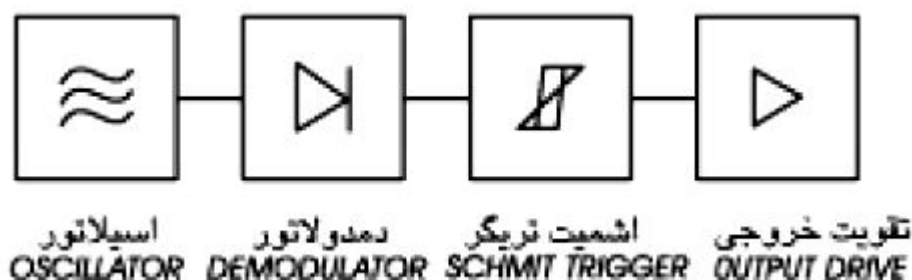 اسیلاتور دمدولاتور اشمیت تریگر تقویت خروجی
OSCILLATOR DEMODULATOR SCHMIT TRIGGER OUTPUT DRIVE